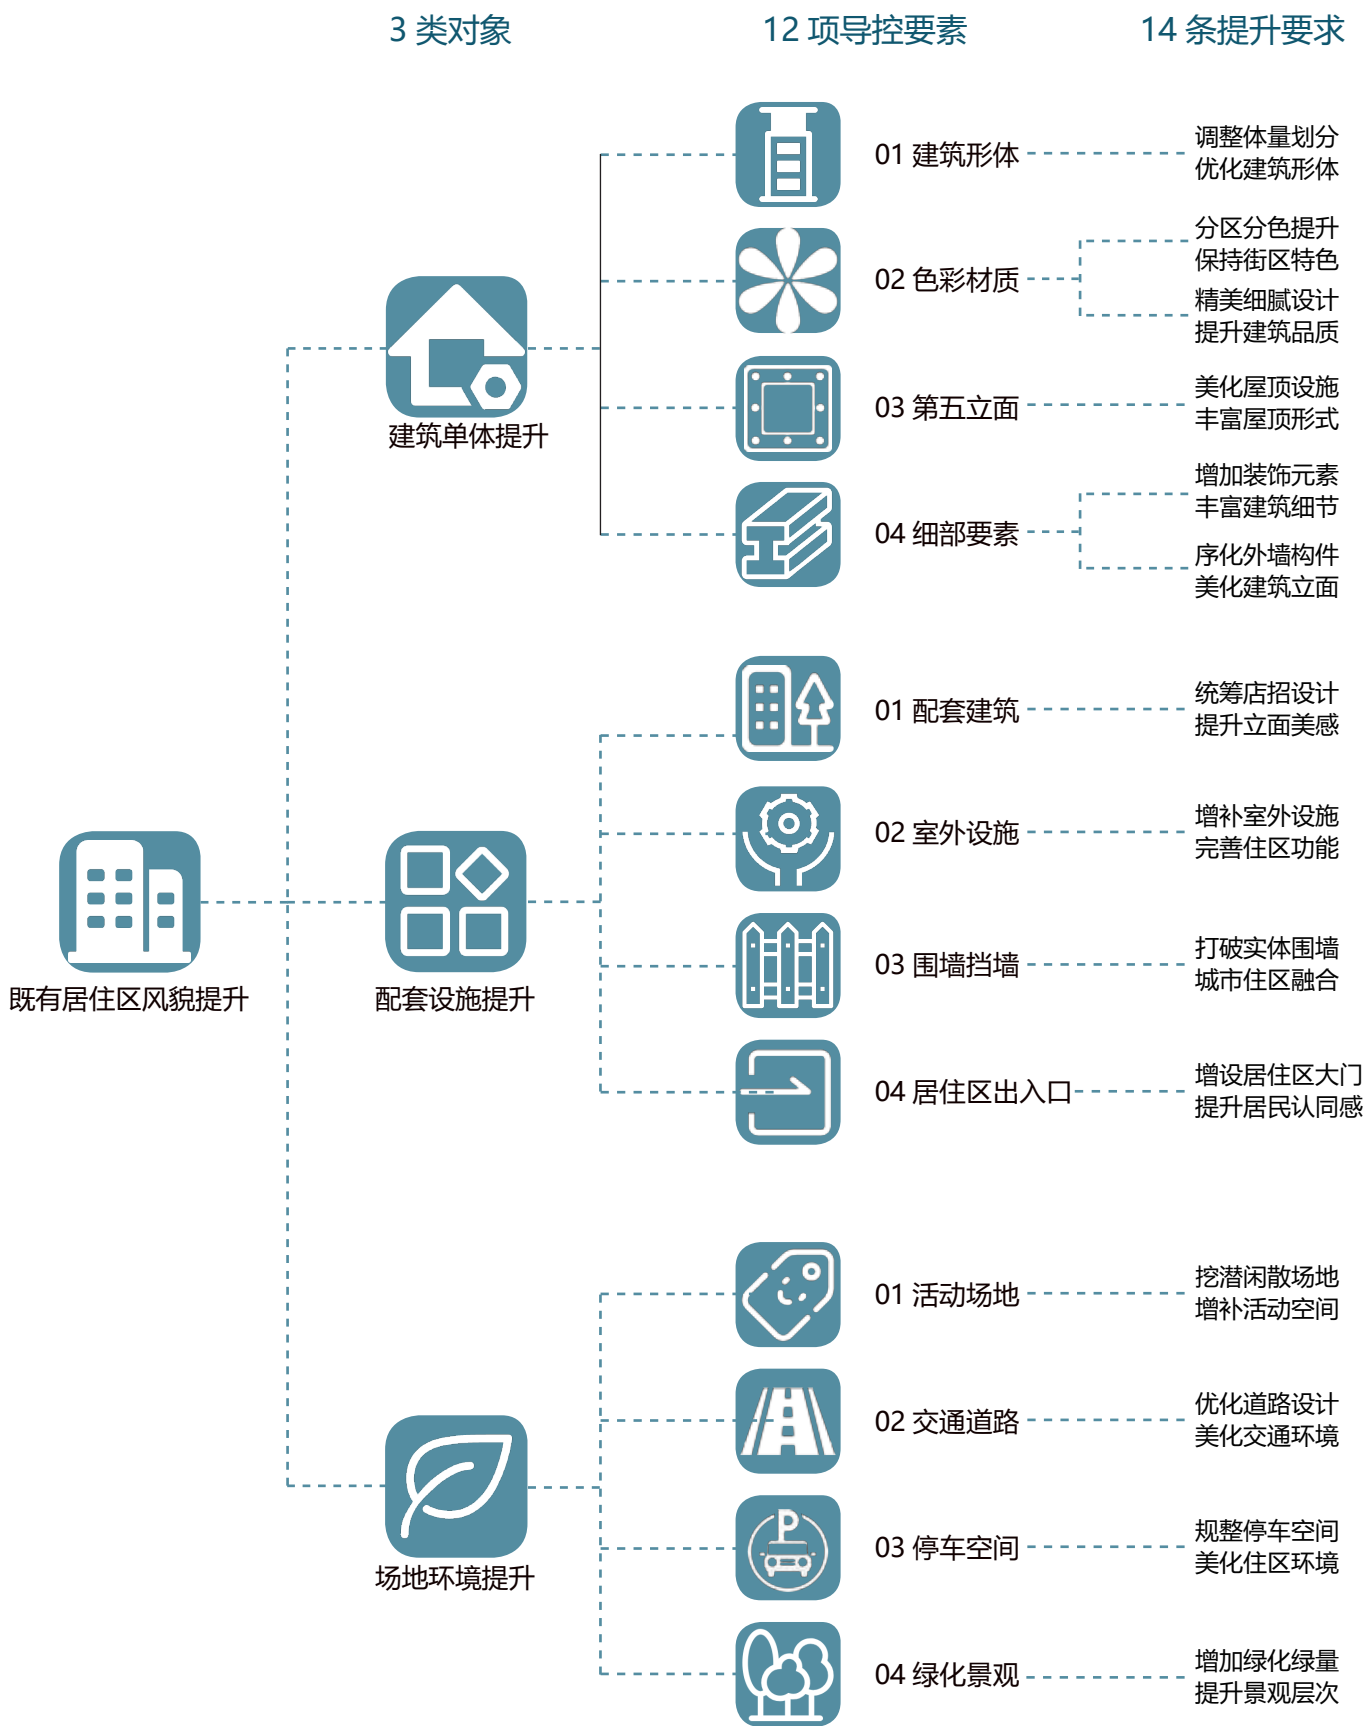 3 类对象
12 项导控要素
14 条提升要求
既有居住区风貌提升
建筑单体提升
01 建筑形体
调整体量划分
优化建筑形体
02 色彩材质
分区分色提升
保持街区特色
精美细腻设计
提升建筑品质
03 第五立面
美化屋顶设施
丰富屋顶形式
04 细部要素
增加装饰元素
丰富建筑细节
序化外墙构件
美化建筑立面
配套设施提升
01 配套建筑
统筹店招设计
提升立面美感
02 室外设施
增补室外设施
完善住区功能
03 围墙挡墙
打破实体围墙
城市住区融合
04 居住区出入口
增设居住区大门
提升居民认同感
场地环境提升
01 活动场地
挖潜闲散场地
增补活动空间
02 交通道路
优化道路设计
美化交通环境
P
03 停车空间
规整停车空间
美化住区环境
04 绿化景观
增加绿化绿量
提升景观层次